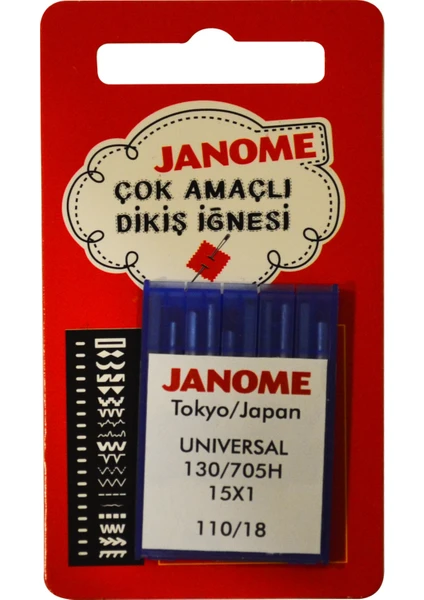 JANOME
ÇOK AMAÇLI
DİKİŞ İĞNESİ
JANOME
Tokyo/Japan
UNIVERSAL
130/705H
15X1
110/18